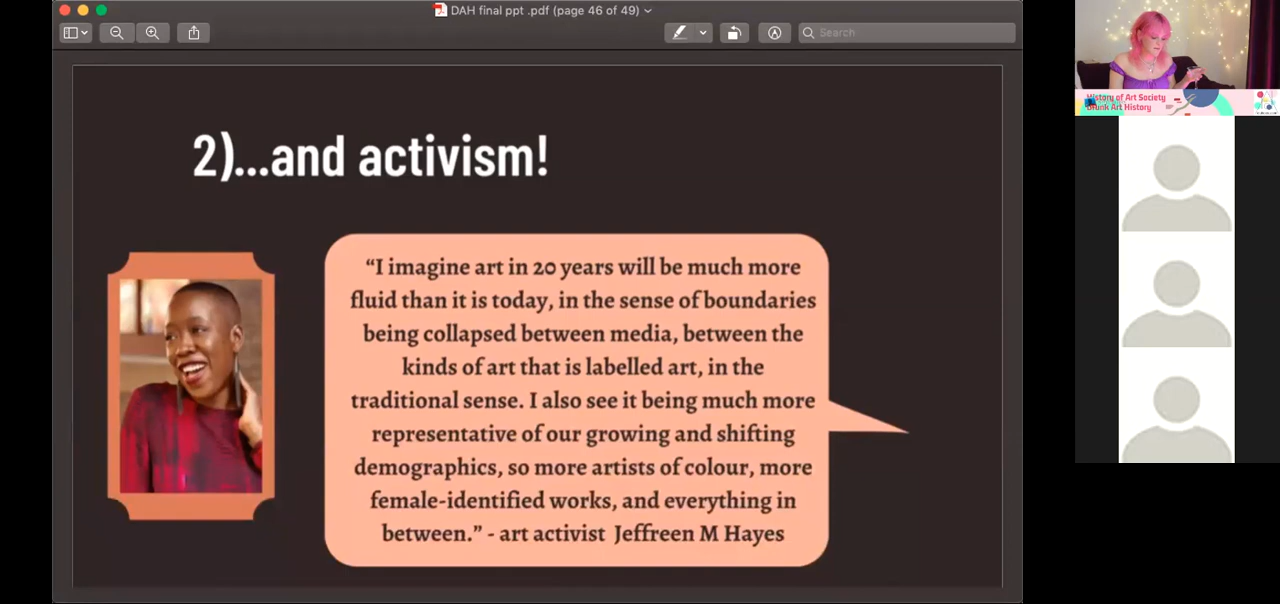 DAH final ppt .pdf (page 46 of 49)
Search
2)...and activism!
“I imagine art in 20 years will be much more
fluid than it is today, in the sense of boundaries
being collapsed between media, between the
kinds of art that is labelled art, in the
traditional sense. I also see it being much more
representative of our growing and shifting
demographics, so more artists of colour, more
female-identified works, and everything in
between.” - art activist Jeffreen M Hayes
History of Art Society
Drunk Art History